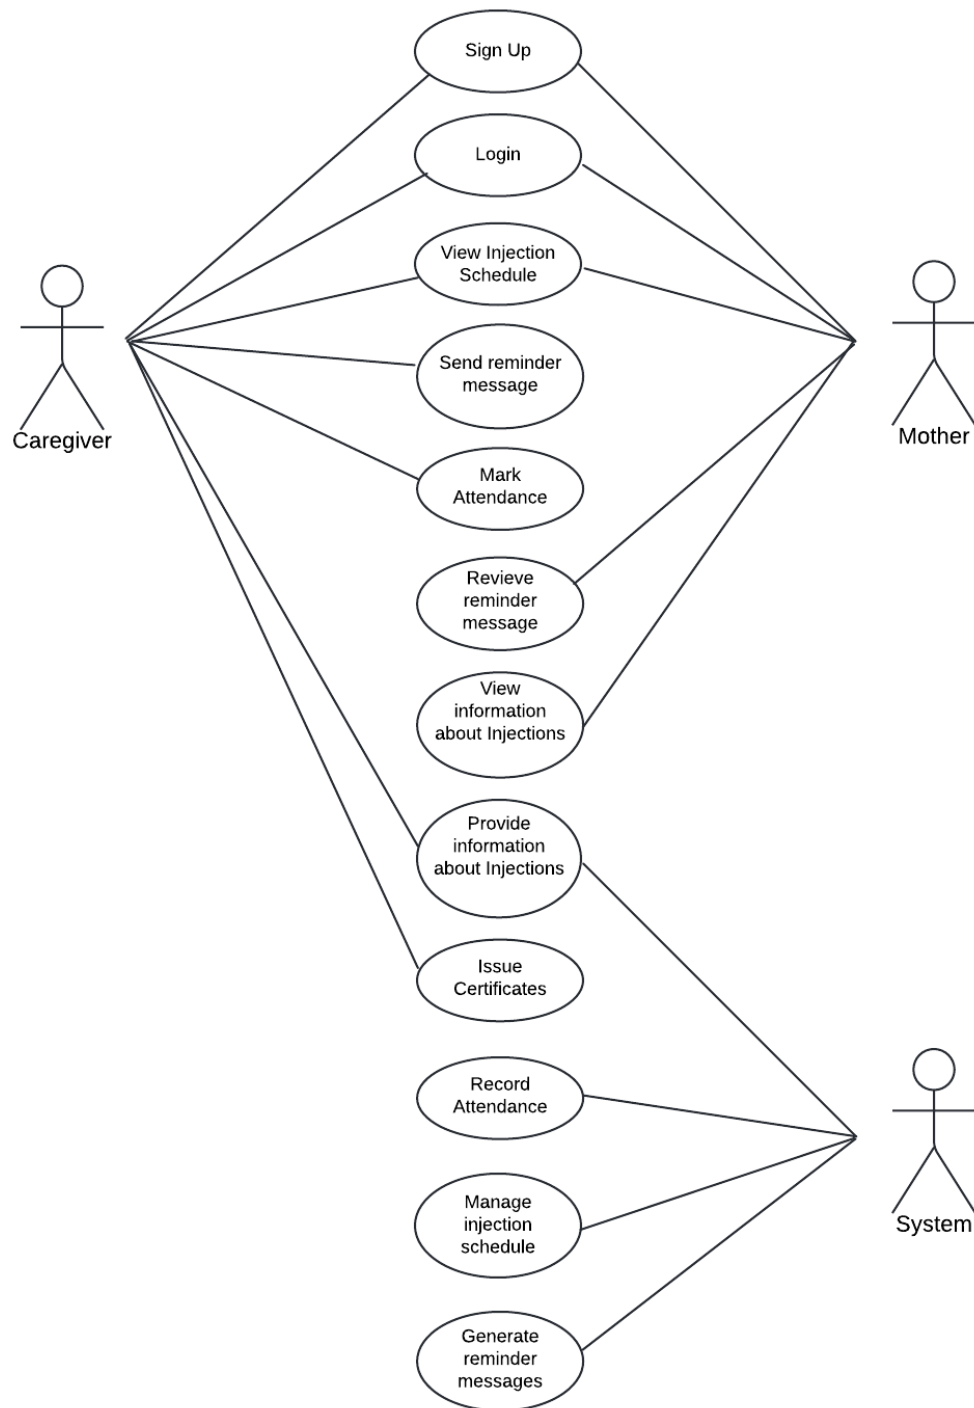 Sign Up
Login
View Injection
Schedule
Send reminder
message
Caregiver
Mother
Mark
Attendance
Revieve
reminder
message
View
information
about Injections
Provide
information
about Injections
Issue
Certificates
Record
Attendance
Manage
injection
schedule
System
Generate
reminder
messages